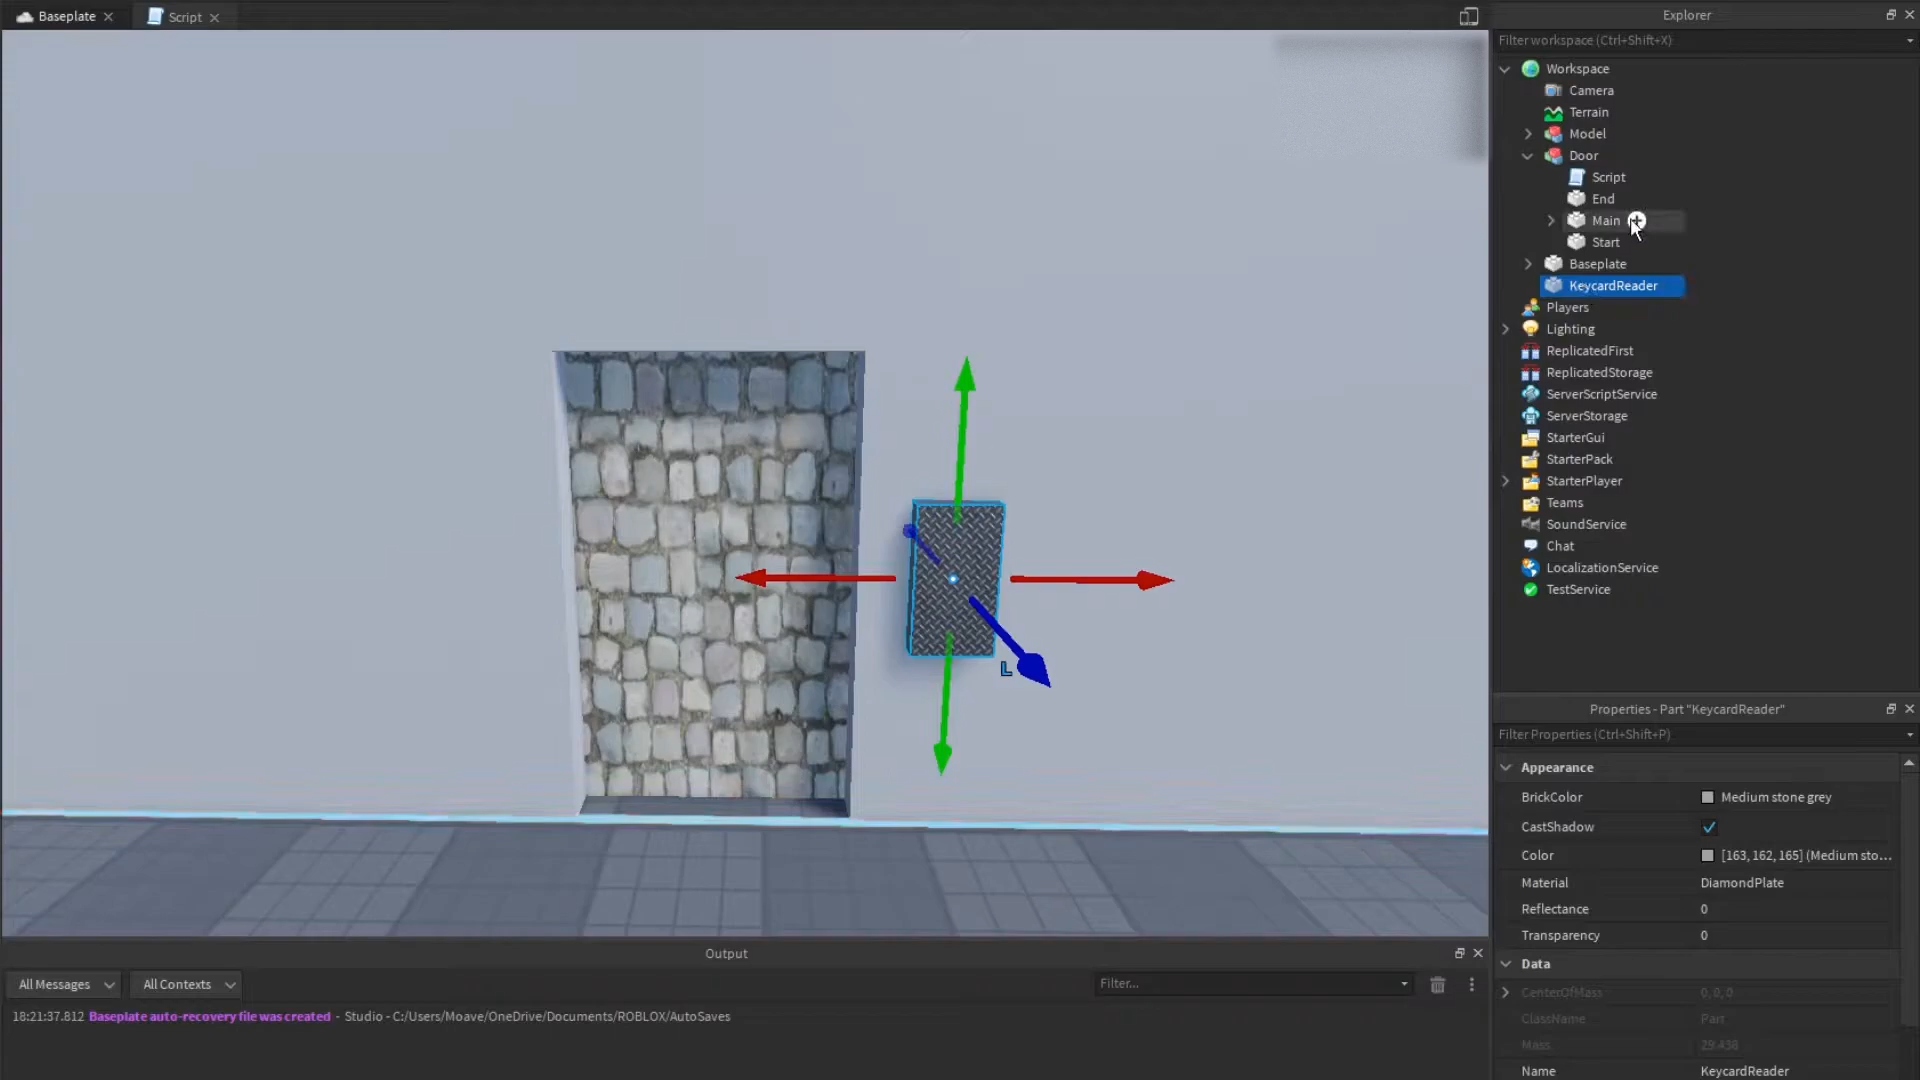 Baseplate
Script
Explorer
Filter workspace (Ctrl+Shift+X)
Workspace
Camera
Terrain
Model
Door
Script
End
Main
Start
Baseplate
KeycardReader
Players
Lighting
ReplicatedFirst
ReplicatedStorage
ServerScriptService
ServerStorage
StarterGui
StarterPack
StarterPlayer
Teams
SoundService
Chat
LocalizationService
TestService
L
Properties - Part "KeycardReader"
Filter Properties (Ctrl+Shift+P)
Appearance
BrickColor Medium stone grey
CastShadow
Color [163, 162, 165] (Medium sto...
Material DiamondPlate
Reflectance 0
Transparency 0
Data
CenterOfMass 0, 0, 0
ClassName Part
Mass 29.438
Name KeycardReader
Output
All Messages All Contexts Filter...
18:21:37.812 Baseplate auto-recovery file was created - Studio - C:/Users/Moave/OneDrive/Documents/ROBLOX/AutoSaves